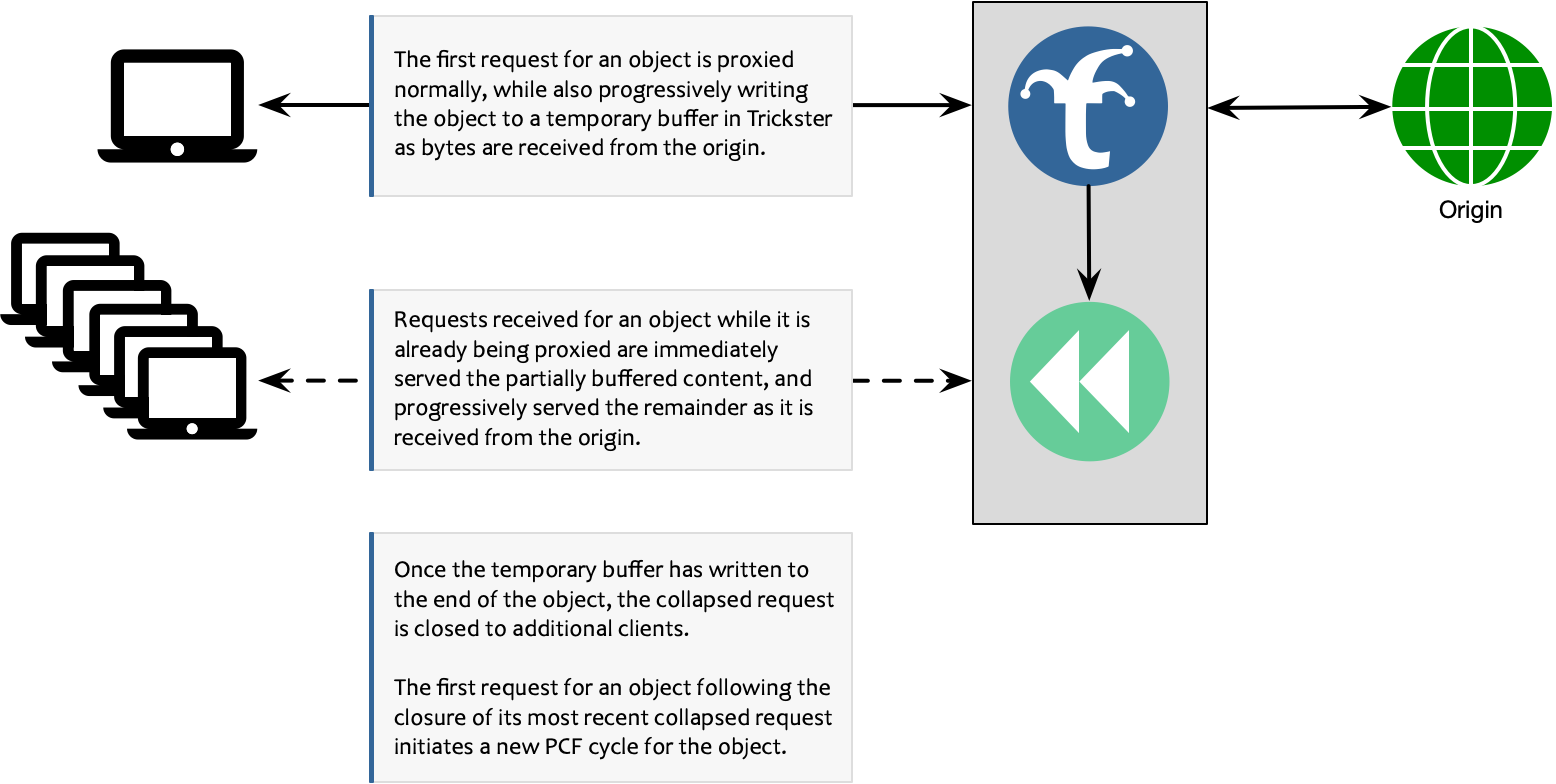 The first request for an object is proxied
normally, while also progressively writing
the object to a temporary buffer in Trickster
as bytes are received from the origin.
Origin
Requests received for an object while it is
already being proxied are immediately
served the partially buffered content, and
progressively served the remainder as it is
received from the origin.
Once the temporary buffer has written to
the end of the object, the collapsed request
is closed to additional clients.
The first request for an object following the
closure of its most recent collapsed request
initiates a new PCF cycle for the object.